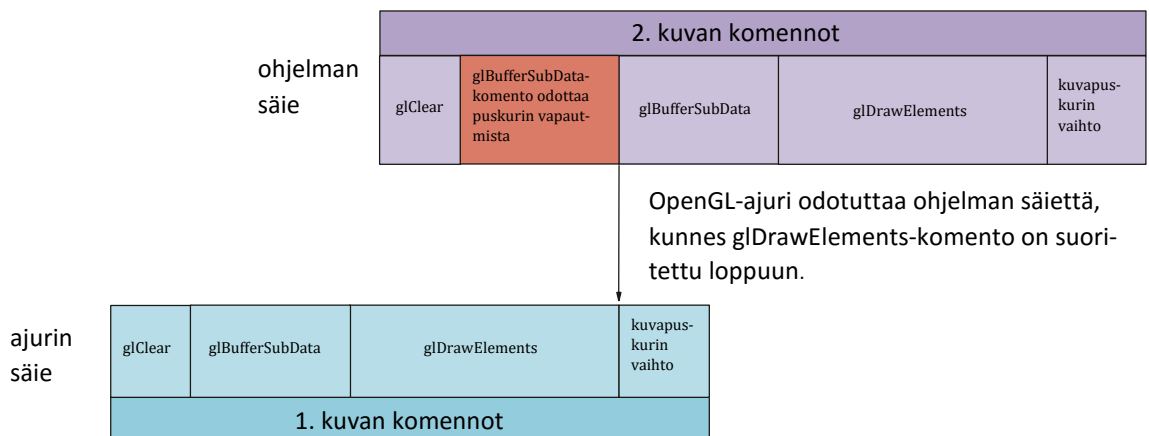 2. kuvan komennot
ohjelman
säie
glClear
glBufferSubData-
komento odottaa
puskurin vapaut-
mista
glBufferSubData
glDrawElements
kuvapus-
kurin
vaihto
OpenGL-ajuri odotuttaa ohjelman säiettä,
kunnes glDrawElements-komento on suori-
tettu loppuun.
ajurin
säie
glClear
glBufferSubData
glDrawElements
kuvapus-
kurin
vaihto
1. kuvan komennot